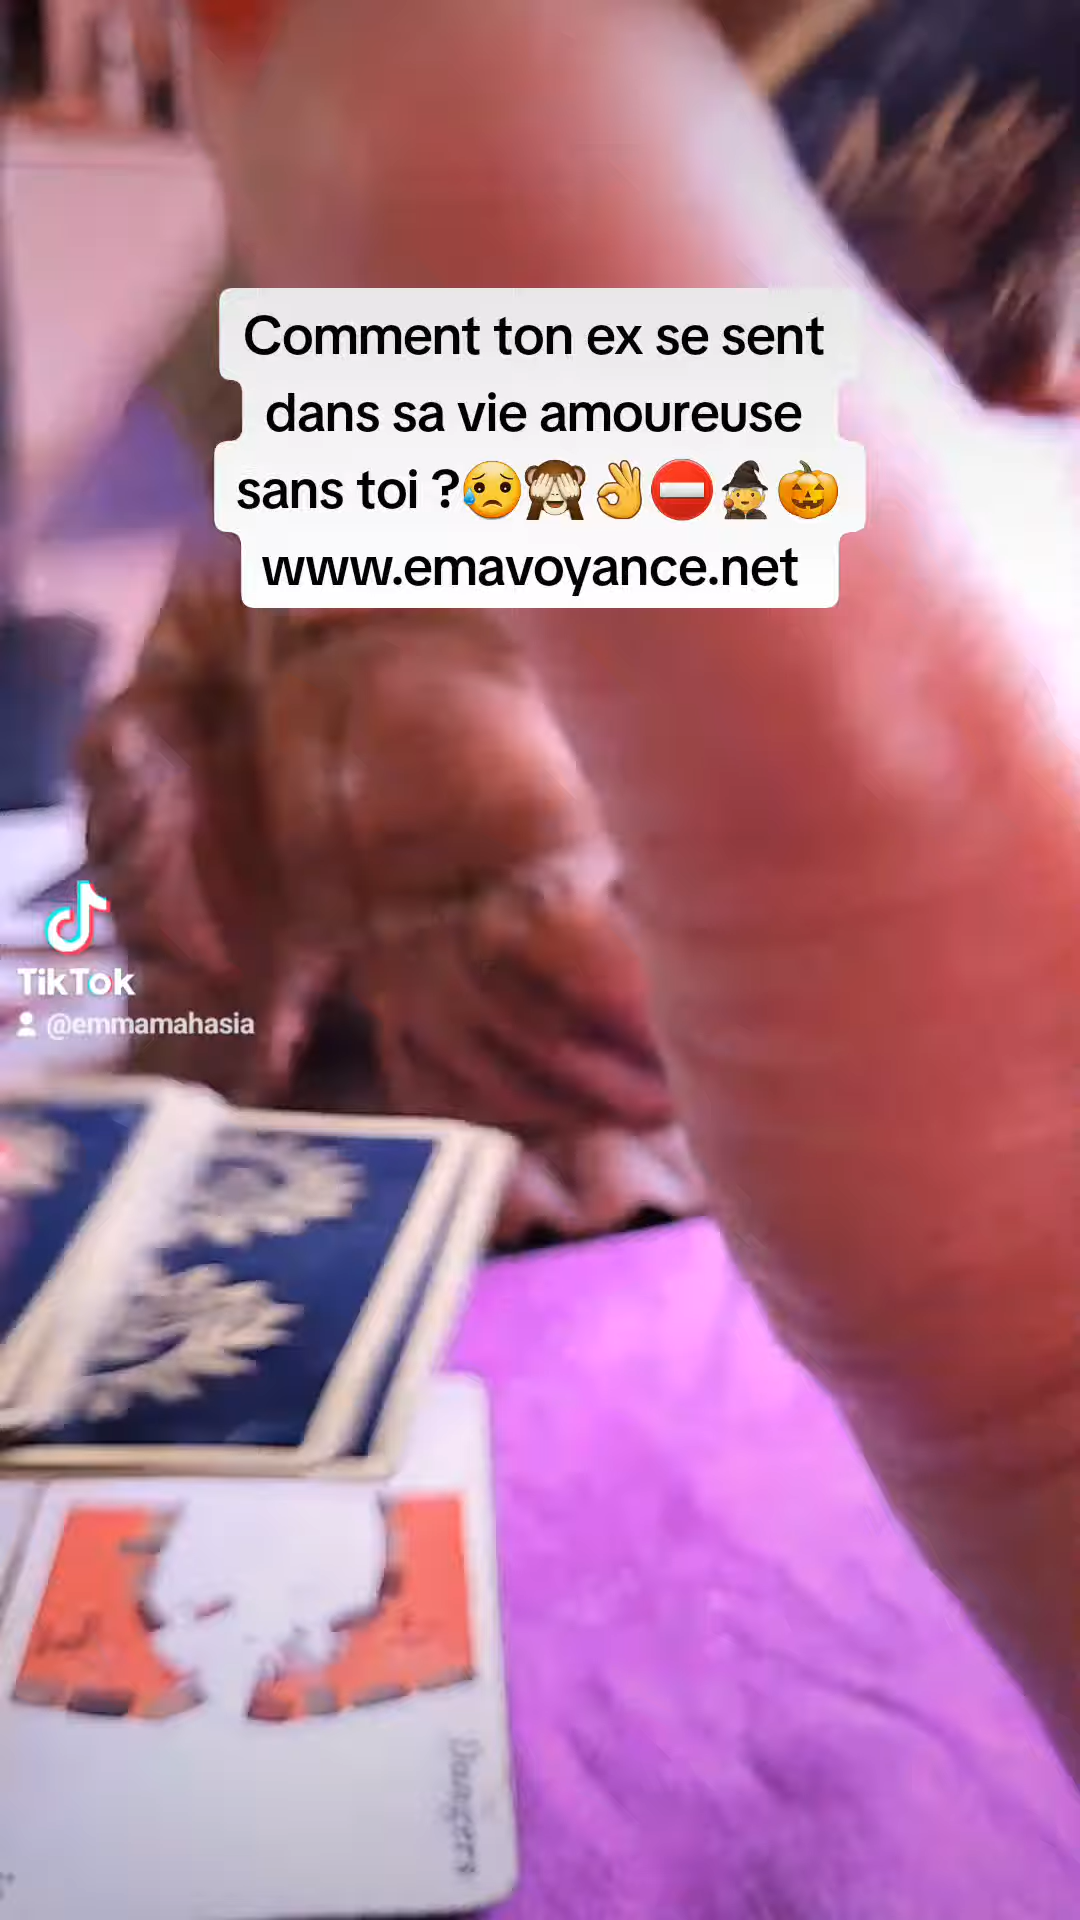 Comment ton ex se sent
dans sa vie amoureuse
sans toi ?😥🙈👌⛔🧙🎃
www.emavoyance.net
TikTok
@emmamahasia
Dangers